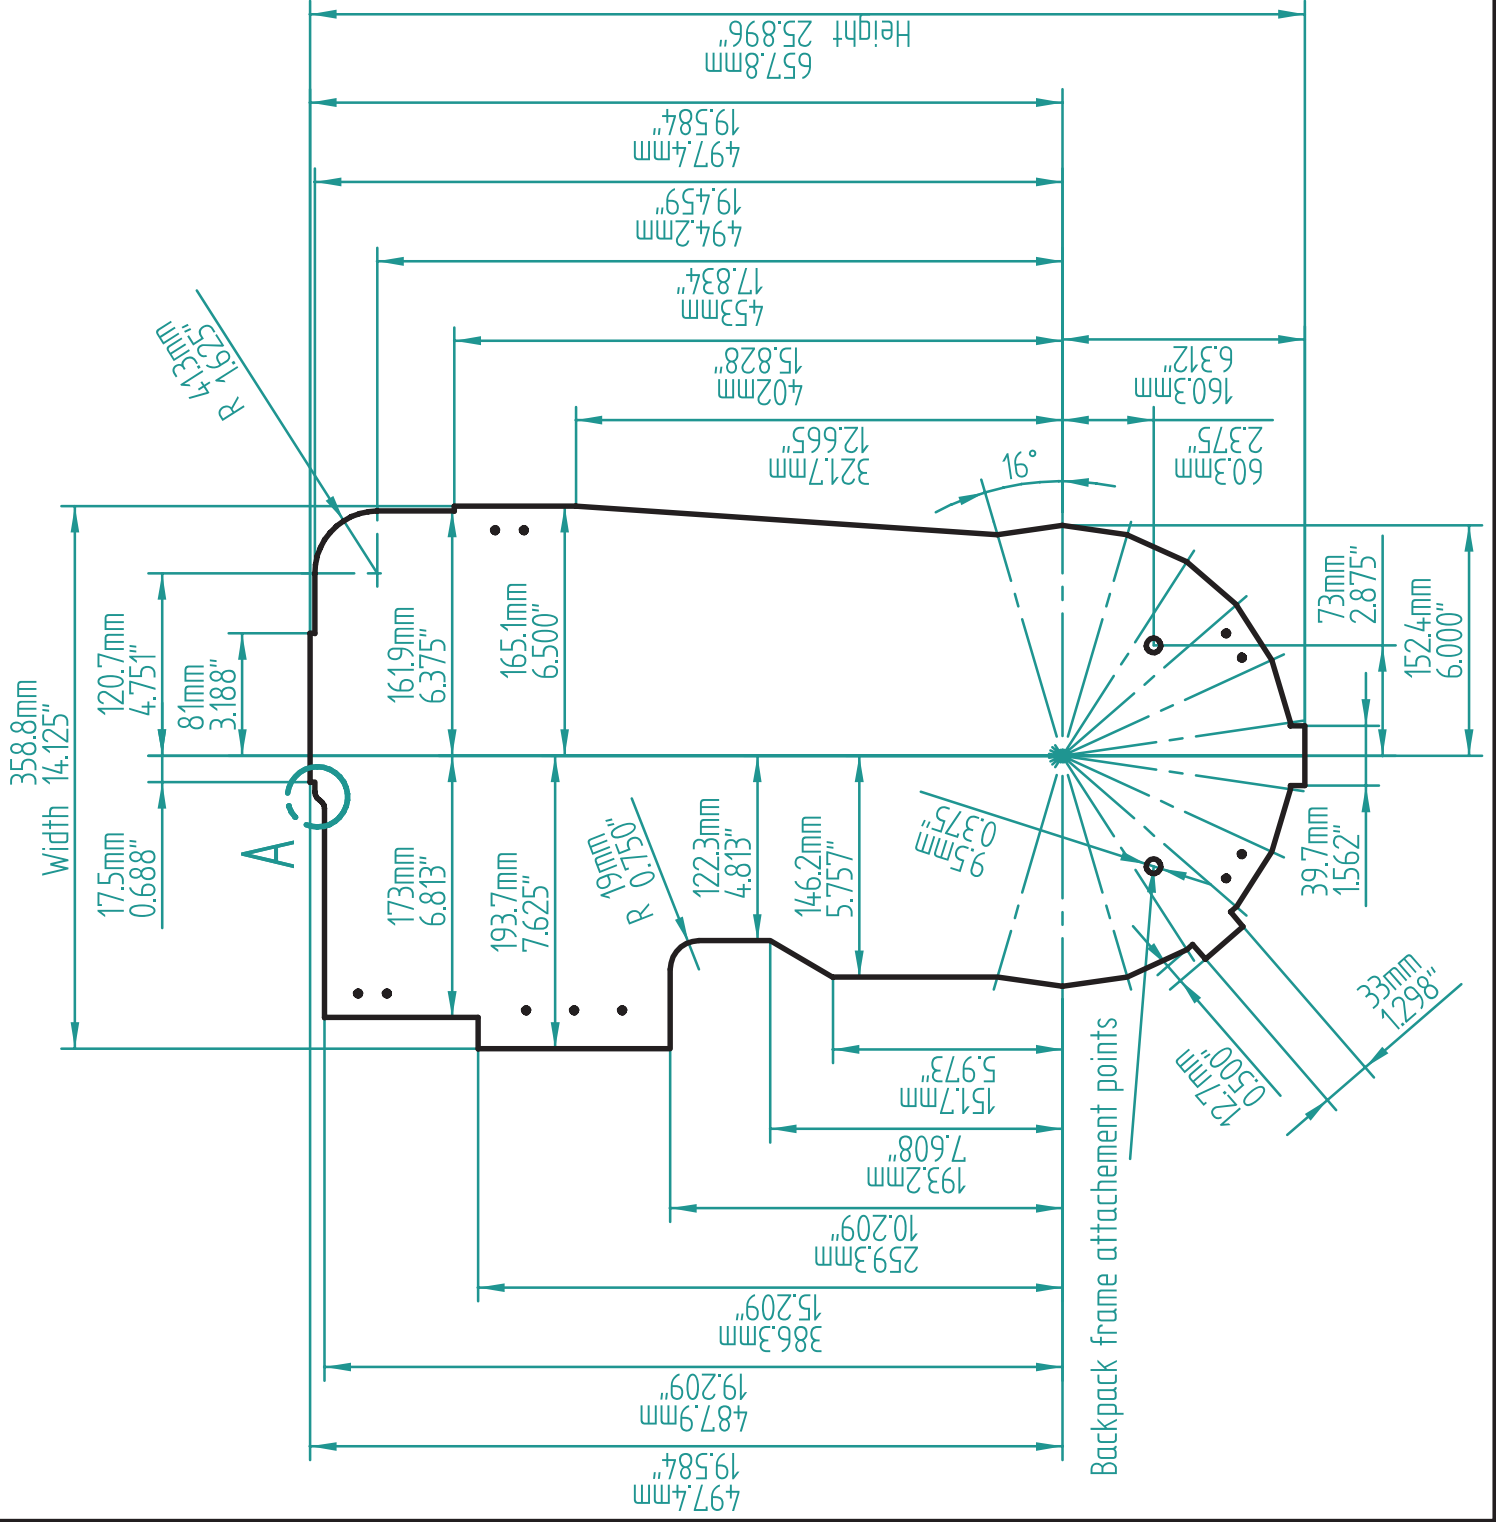 657.8mm
25.896"
Height
497.4mm
19.584"
494.2mm
19.459"
453mm
17.834"
402mm
15.828"
321.7mm
12.665"
160.3mm
6.312"
60.3mm
2.375"
41.3mm
R 1.625"
16°
358.8mm
Width 14.125"
120.7mm
4.751"
81mm
3.188"
17.5mm
0.688"
A
161.9mm
6.375"
165.1mm
6.500"
173mm
6.813"
193.7mm
7.625"
19mm
R 0.750"
122.3mm
4.813"
146.2mm
5.757"
9.5mm
0.375"
73mm
2.875"
152.4mm
6.000"
39.7mm
1.562"
33mm
1.298"
12.7mm
0.500"
Backpack frame attachement points
151.7mm
5.973"
193.2mm
7.608"
259.3mm
10.209"
386.3mm
15.209"
487.9mm
19.209"
497.4mm
19.584"